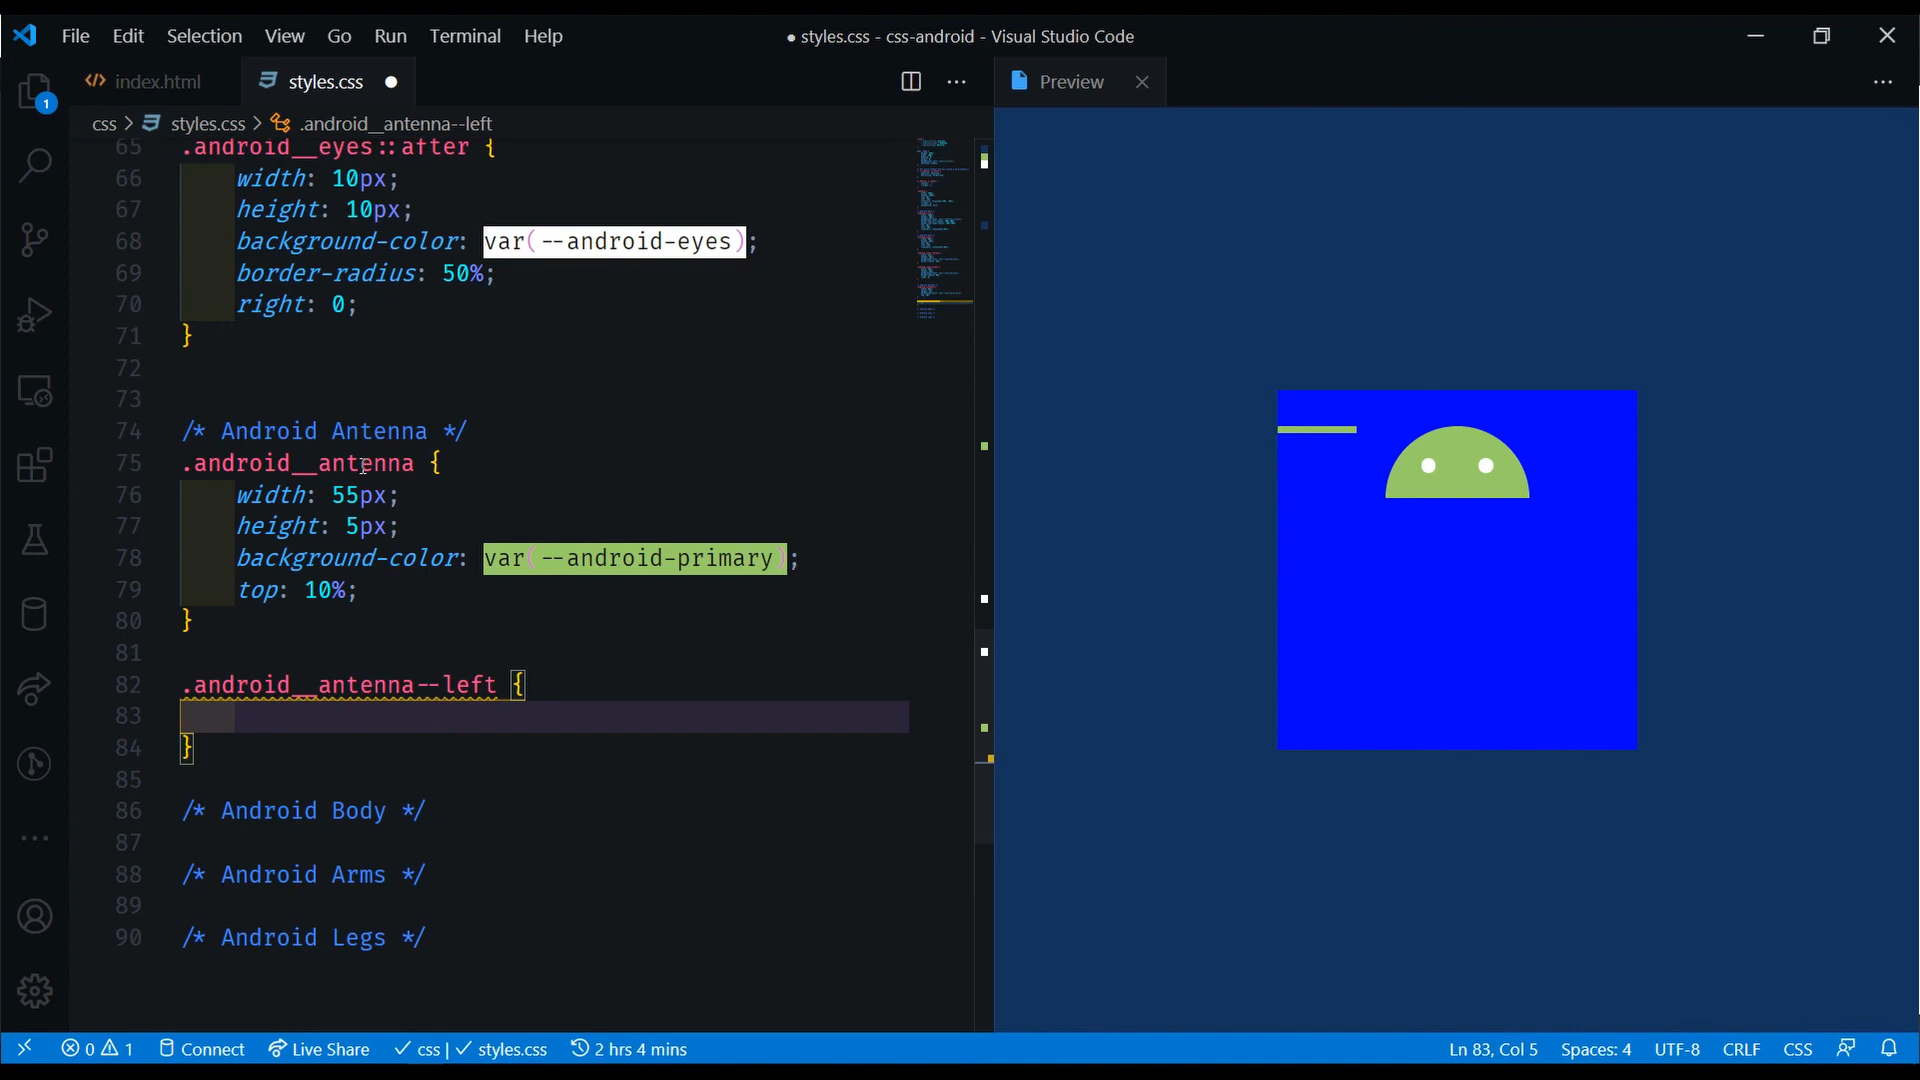 File Edit Selection View Go Run Terminal Help
● styles.css - css-android - Visual Studio Code
index.html
styles.css
Preview
css > styles.css > .android__antenna--left
65 .android__eyes::after {
66 width: 10px;
67 height: 10px;
68 background-color: var(--android-eyes);
69 border-radius: 50%;
70 right: 0;
71 }
72
73
74 /* Android Antenna */
75 .android__antenna {
76 width: 55px;
77 height: 5px;
78 background-color: var(--android-primary);
79 top: 10%;
80 }
81
82 .android__antenna--left {
83
84 }
85
86 /* Android Body */
87
88 /* Android Arms */
89
90 /* Android Legs */
1
0 1 Connect Live Share css | styles.css 2 hrs 4 mins
Ln 83, Col 5 Spaces: 4 UTF-8 CRLF CSS